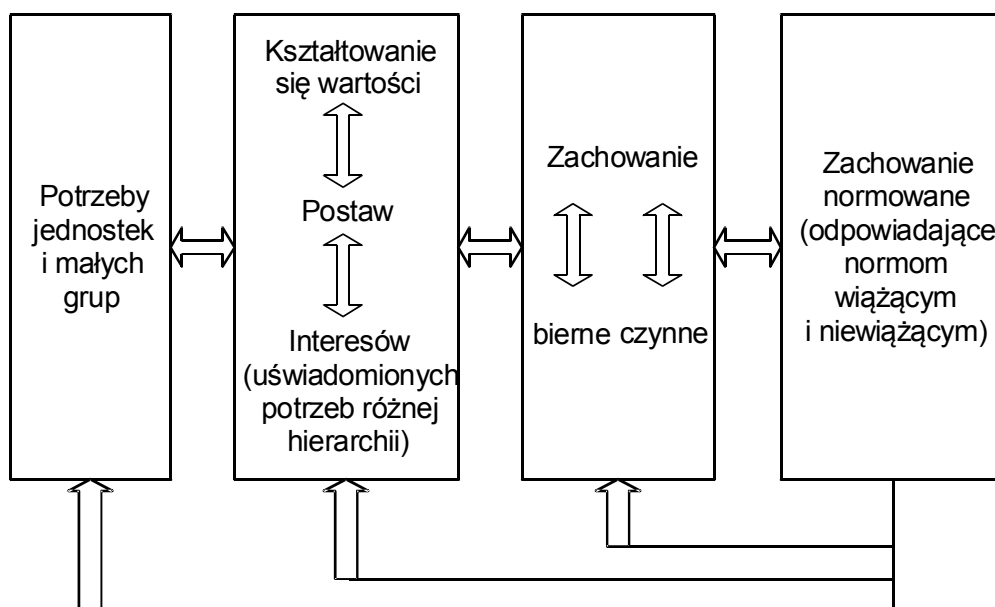 Potrzeby
jednostek
i małych
grup
Kształtowanie
się wartości
Postaw
Interesów
(uświadomionych
potrzeb różnej
hierarchii)
Zachowanie
bierne czynne
Zachowanie
normowane
(odpowiadające
normom
wiążącym
i niewiążącym)